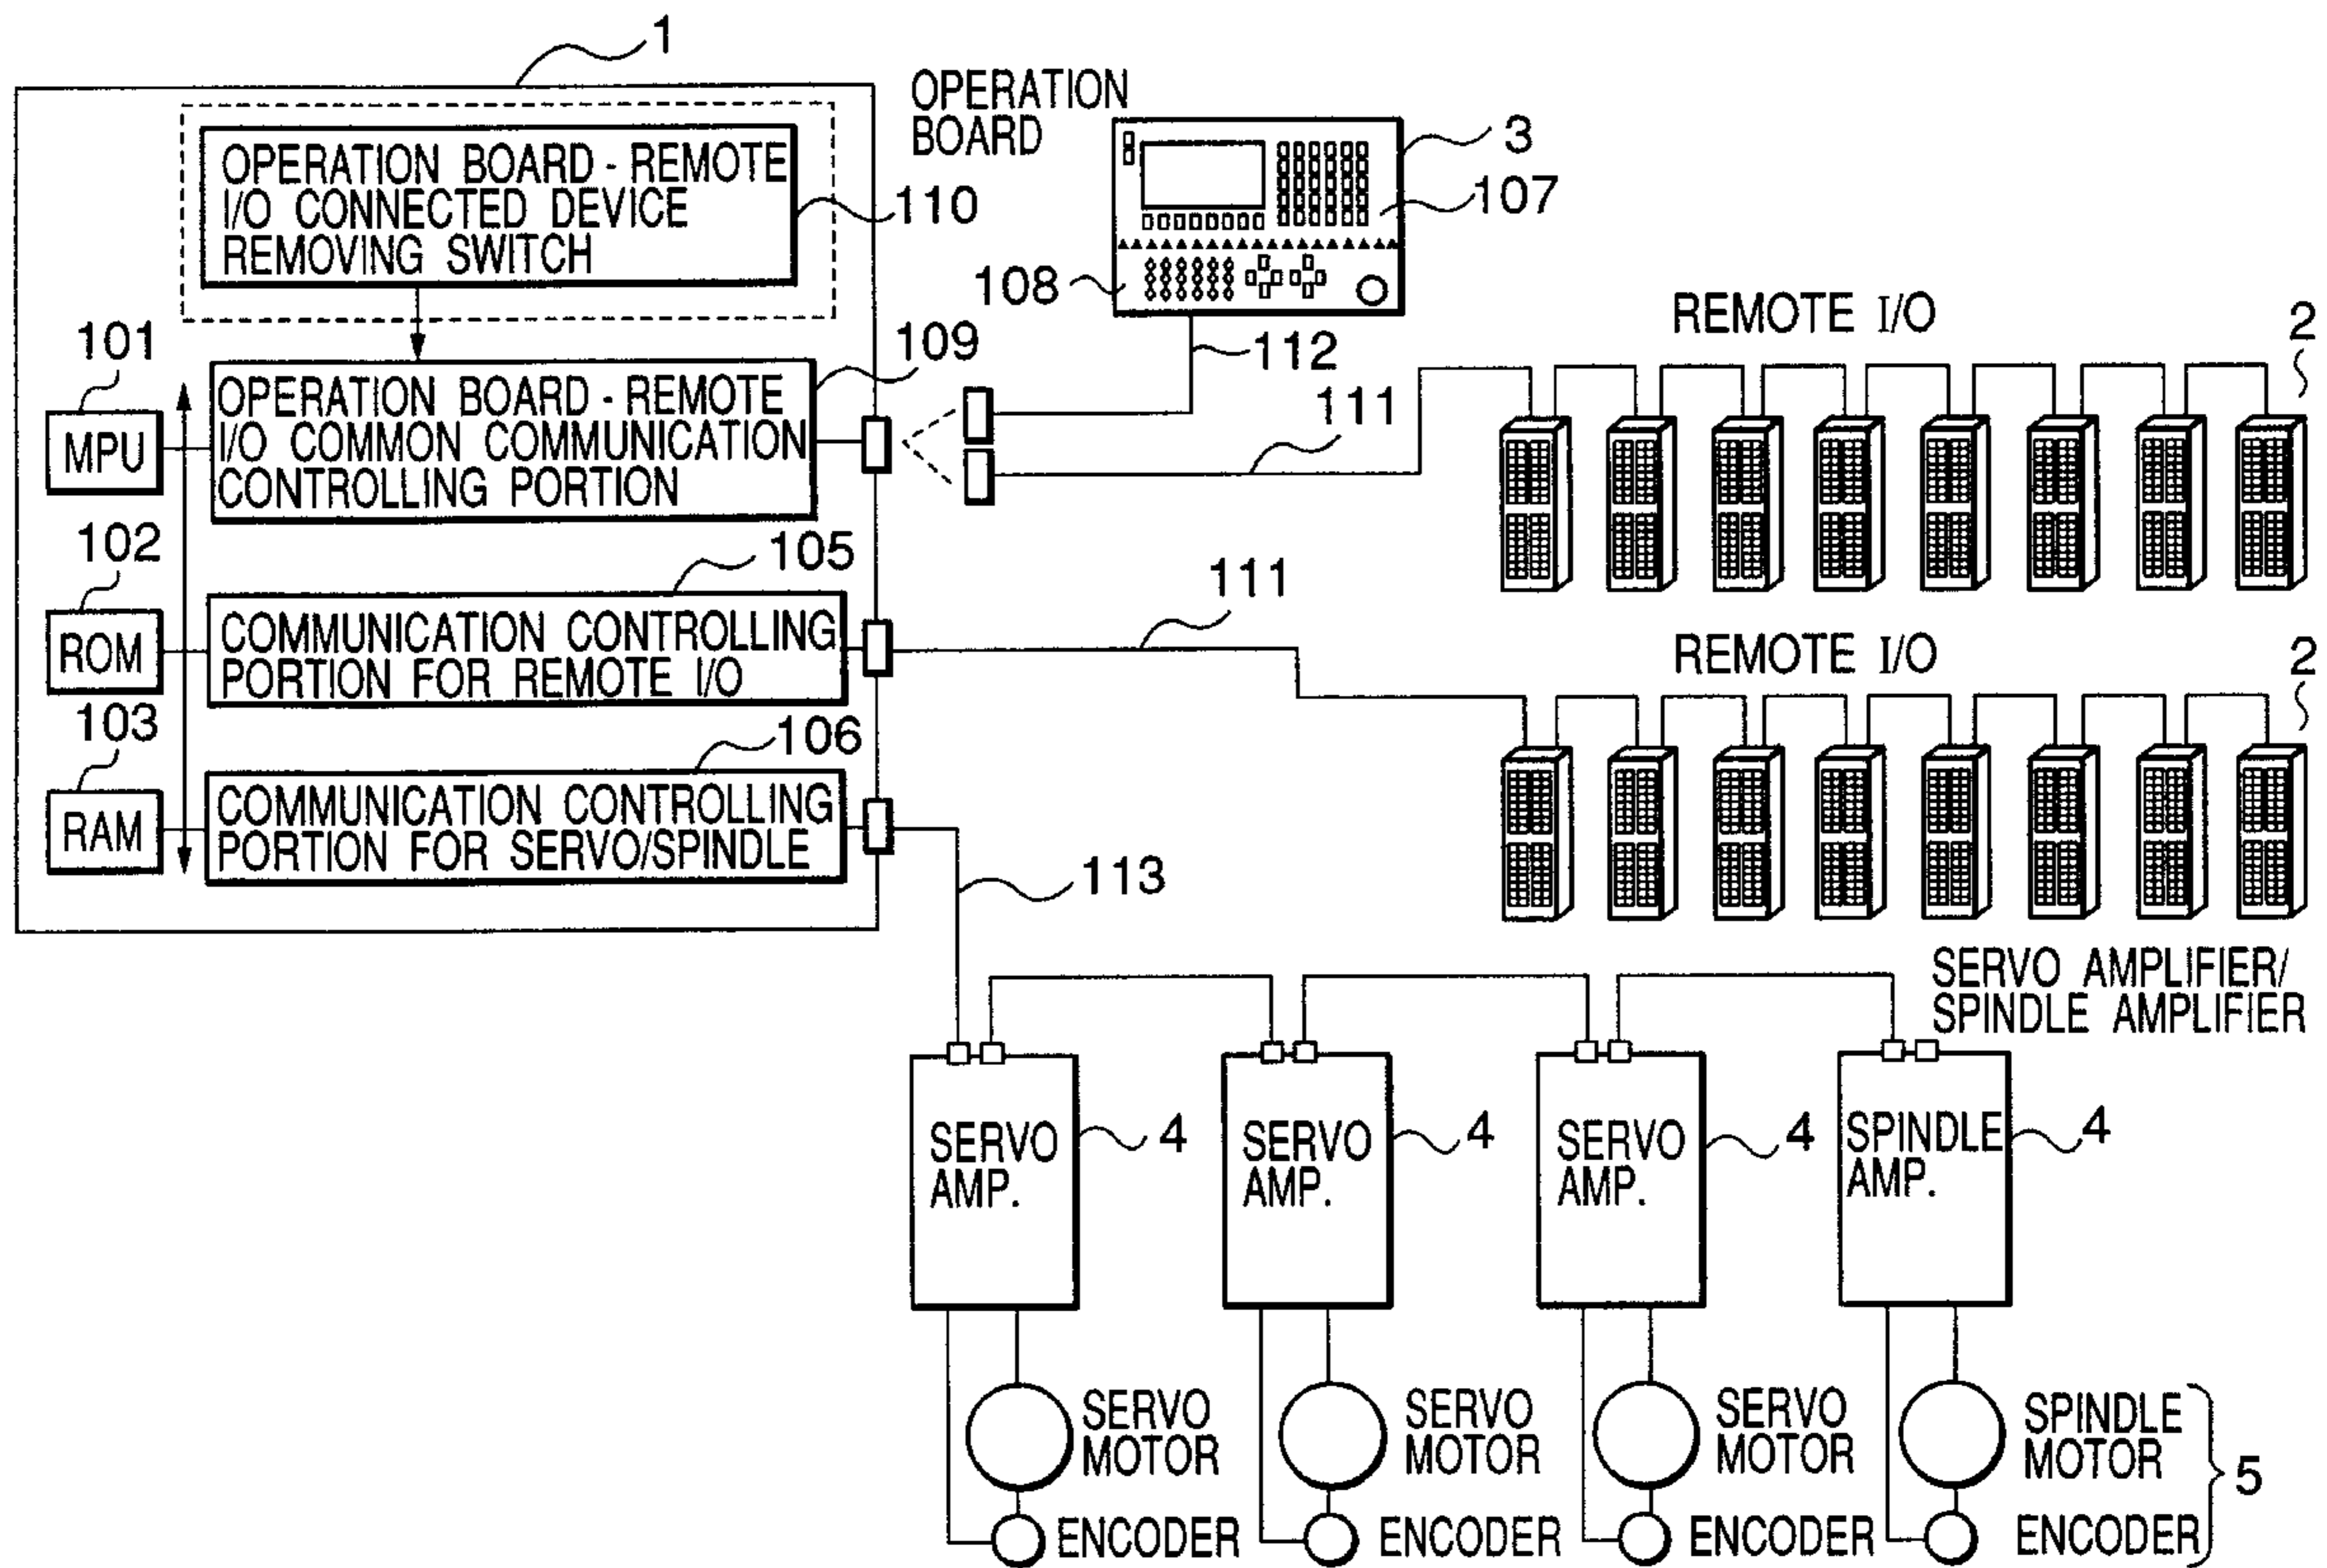 1
OPERATION
BOARD
3
107
108
112
OPERATION BOARD - REMOTE
I/O CONNECTED DEVICE
REMOVING SWITCH
110
REMOTE I/O
2
101
MPU
109
OPERATION BOARD - REMOTE
I/O COMMON COMMUNICATION
CONTROLLING PORTION
111
102
ROM
105
COMMUNICATION CONTROLLING
PORTION FOR REMOTE I/O
111
REMOTE I/O
2
103
RAM
106
COMMUNICATION CONTROLLING
PORTION FOR SERVO/SPINDLE
113
SERVO AMPLIFIER/
SPINDLE AMPLIFIER
SERVO
AMP.
4
SERVO
AMP.
4
SERVO
AMP.
4
SPINDLE
AMP.
4
SERVO
MOTOR
SERVO
MOTOR
SERVO
MOTOR
SPINDLE
MOTOR
5
ENCODER
ENCODER
ENCODER
ENCODER